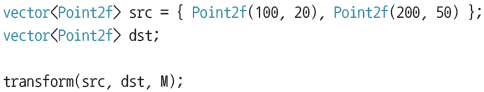 vector<Point2f> src = { Point2f(100, 20), Point2f(200, 50) };
vector<Point2f> dst;
transform(src, dst, M);